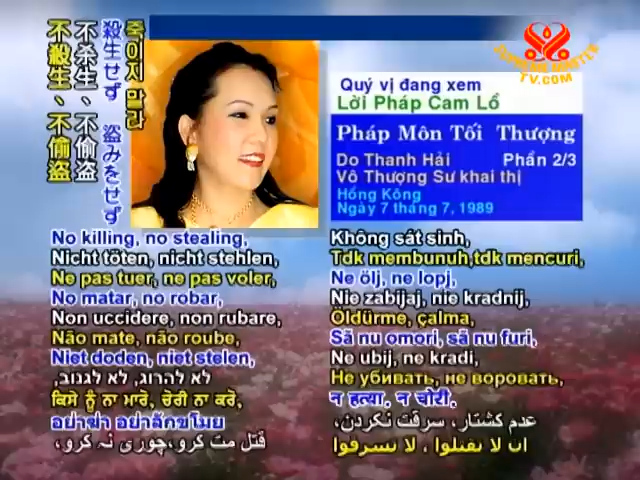 不殺生、不偷盜
不杀生、不偷盗
殺生せず 盗みをせず
죽이지 말라
SUPREME MASTER
TV.COM
Quý vị đang xem
Lời Pháp Cam Lồ
Pháp Môn Tối Thượng
Do Thanh Hải Phần 2/3
Vô Thượng Sư khai thị
Hồng Kông
Ngày 7 tháng 7, 1989
No killing, no stealing,
Nicht töten, nicht stehlen,
Ne pas tuer, ne pas voler,
No matar, no robar,
Non uccidere, non rubare,
Não mate, não roube,
Niet doden, niet stelen,
לא להרוג, לא לגנוב,
ਕਿਸੇ ਨੂੰ ਨਾ ਮਾਰੋ, ਚੋਰੀ ਨਾ ਕਰੋ,
อย่าฆ่า อย่าลักขโมย
قتل مت کرو، چوری نہ کرو،
Không sát sinh,
Tdk membunuh,tdk mencuri,
Ne ölj, ne lopj,
Nie zabijaj, nie kradnij,
Öldürme, çalma,
Să nu omori, să nu furi,
Ne ubij, ne kradi,
Не убивать, не воровать,
न हत्या, न चोरी,
عدم کشتار، سرقت نکردن،
ان لا يقتلوا ، لا يسرقوا